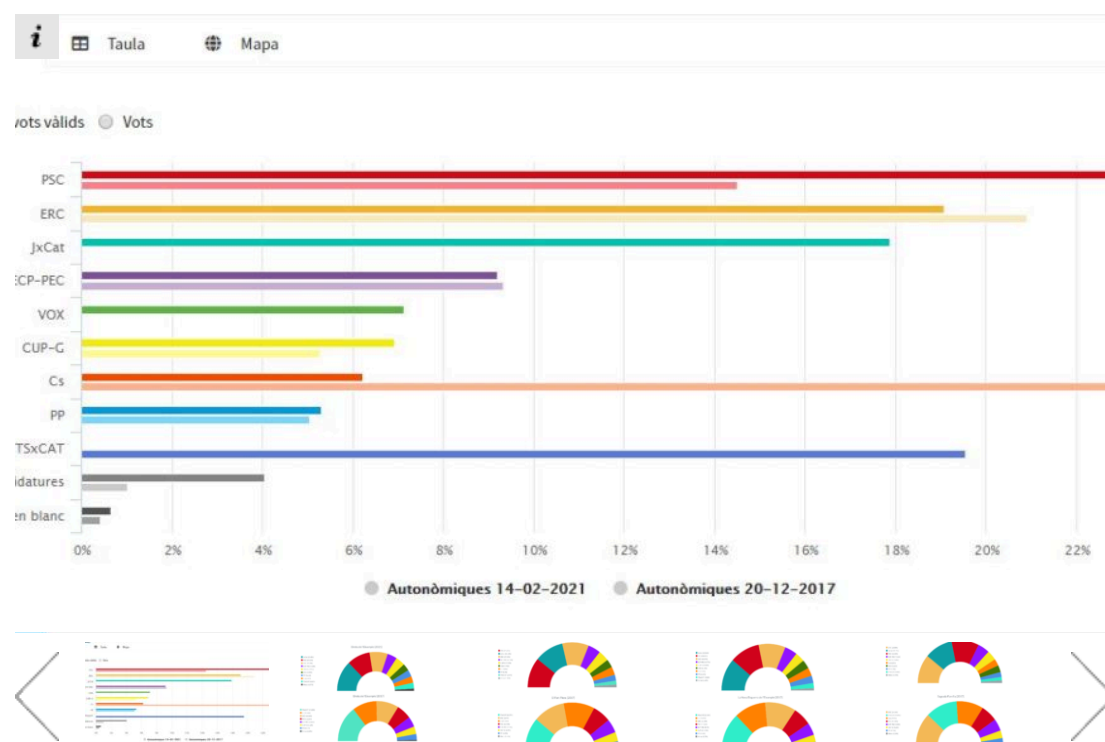 i Taula Mapa
vots vàlids Vots
PSC
ERC
JxCat
ECP-PEC
VOX
CUP-G
Cs
PP
TSxCAT
idatures
en blanc
0% 2% 4% 6% 8% 10% 12% 14% 16% 18% 20% 22%
Autonòmiques 14-02-2021 Autonòmiques 20-12-2017